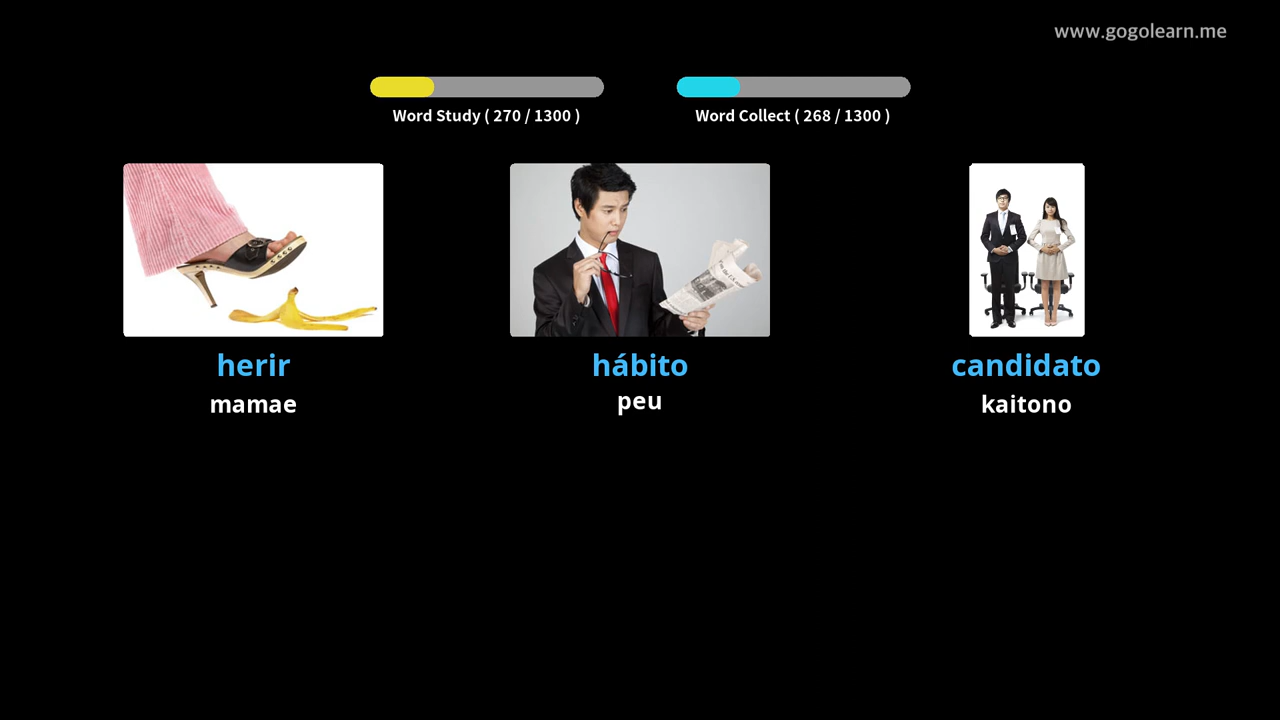 www.gogolearn.me
Word Study ( 270 / 1300 )
Word Collect ( 268 / 1300 )
herir
mamae
hábito
peu
candidato
kaitono